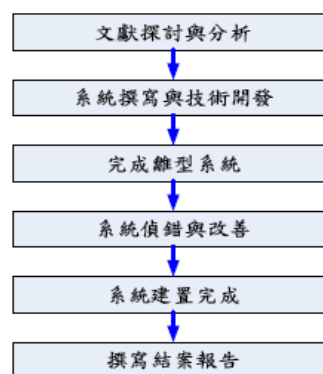 文獻探討與分析
系統撰寫與技術開發
完成雛型系統
系統偵錯與改善
系統建置完成
撰寫結案報告